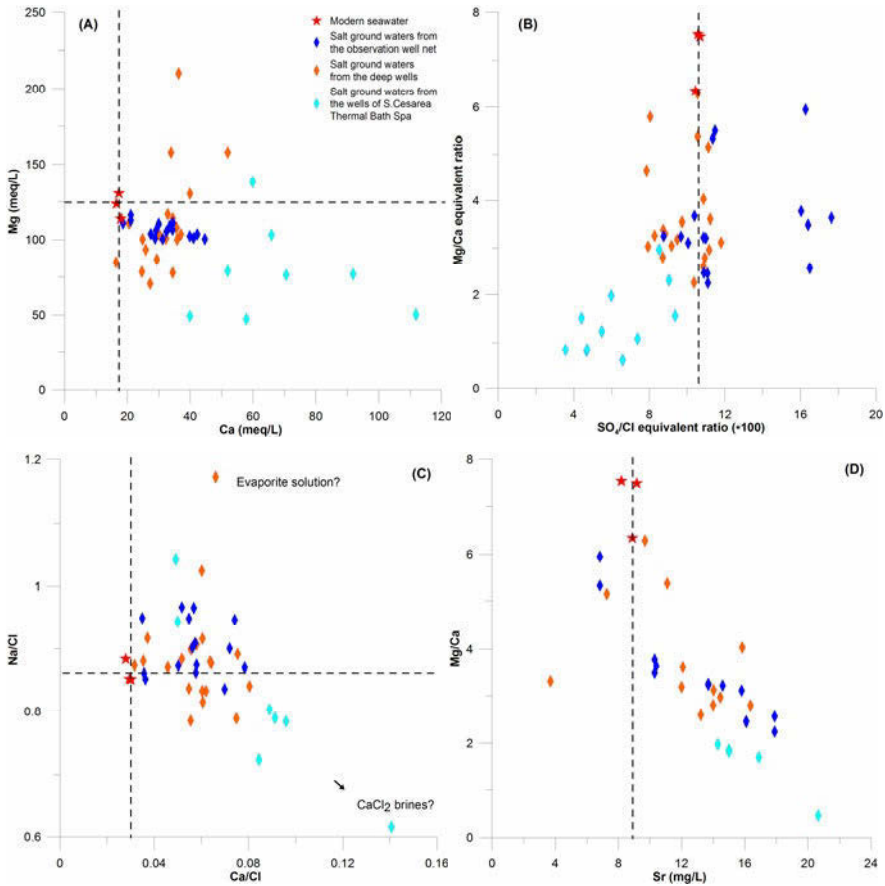 (A)
Modern seawater
Salt ground waters from
the observation well net
Salt ground waters
from the deep wells
Salt ground waters from
the wells of S.Cesarea
Thermal Bath Spa
250
200
150
100
50
0
Mg (meq/L)
0 20 40 60 80 100 120
Ca (meq/L)
(B)
8
6
4
2
0
Mg/Ca equivalent ratio
4 8 12 16 20
SO4/Cl equivalent ratio (*100)
(C)
Evaporite solution?
1.2
1
0.8
0.6
Na/Cl
CaCl2 brines?
0 0.04 0.08 0.12 0.16
Ca/Cl
(D)
8
6
4
2
0
Mg/Ca
0 4 8 12 16 20 24
Sr (mg/L)